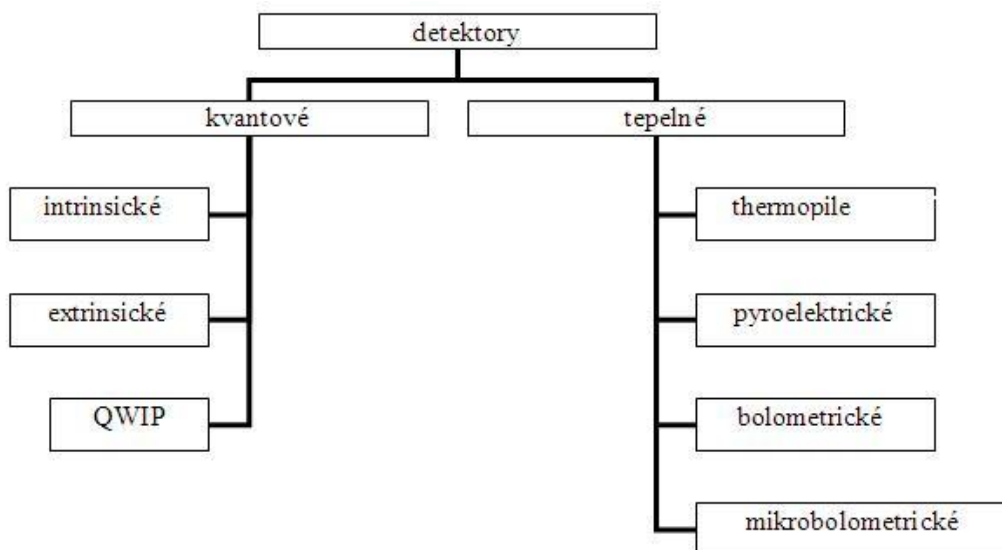 detektory
kvantové
tepelné
intrinsické
thermopile
extrinsické
pyroelektrické
QWIP
bolometrické
mikrobolometrické